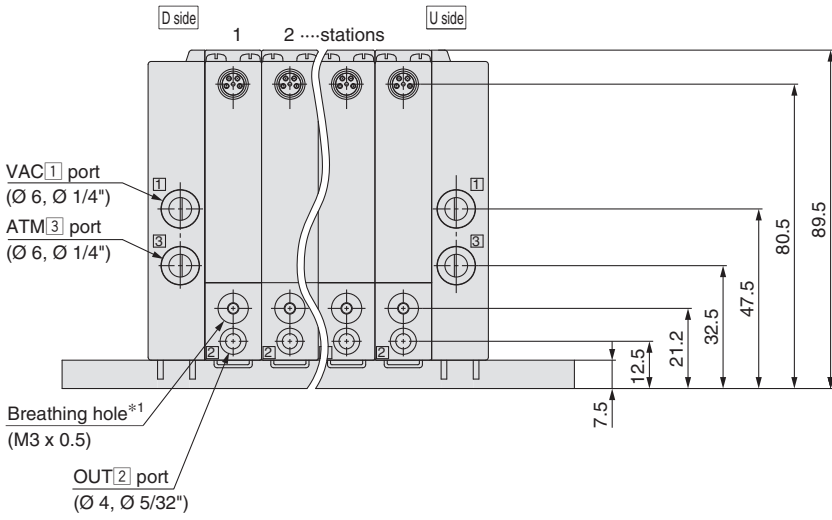 D side
U side
1 2 ····stations
VAC1 port
(Ø 6, Ø 1/4")
ATM3 port
(Ø 6, Ø 1/4")
1
3
1
3
2
2
2
Breathing hole*1
(M3 x 0.5)
OUT2 port
(Ø 4, Ø 5/32")
7.5
12.5
21.2
32.5
47.5
80.5
89.5